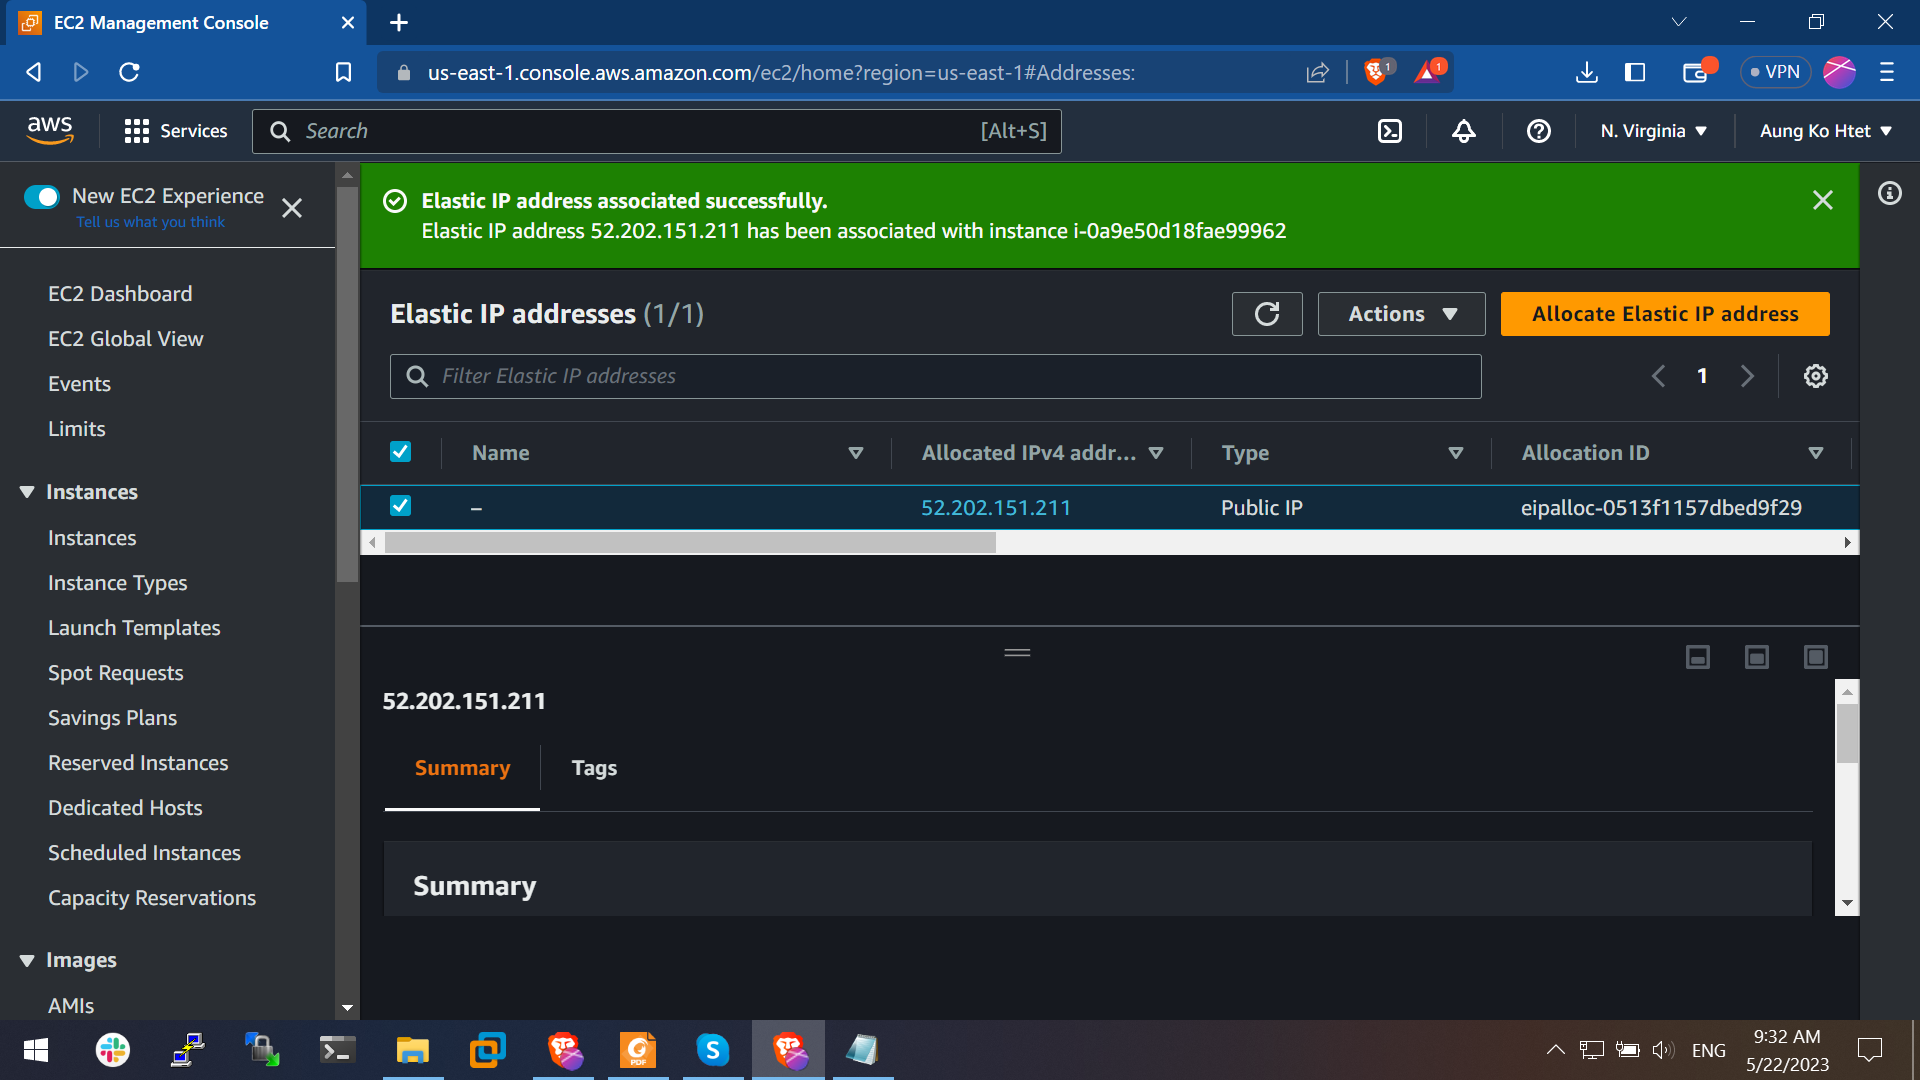 EC2 Management Console
us-east-1.console.aws.amazon.com/ec2/home?region=us-east-1#Addresses:
1
1
VPN
aws
Services
Search
[Alt+S]
N. Virginia
Aung Ko Htet
New EC2 Experience
Tell us what you think
EC2 Dashboard
EC2 Global View
Events
Limits
Instances
Instances
Instance Types
Launch Templates
Spot Requests
Savings Plans
Reserved Instances
Dedicated Hosts
Scheduled Instances
Capacity Reservations
Images
AMIs
Elastic IP address associated successfully.
Elastic IP address 52.202.151.211 has been associated with instance i-0a9e50d18fae99962
Elastic IP addresses (1/1)
Actions
Allocate Elastic IP address
Filter Elastic IP addresses
1
Name
Allocated IPv4 addr...
Type
Allocation ID
–
52.202.151.211
Public IP
eipalloc-0513f1157dbed9f29
52.202.151.211
Summary
Tags
Summary
PDF
S
ENG
9:32 AM
5/22/2023